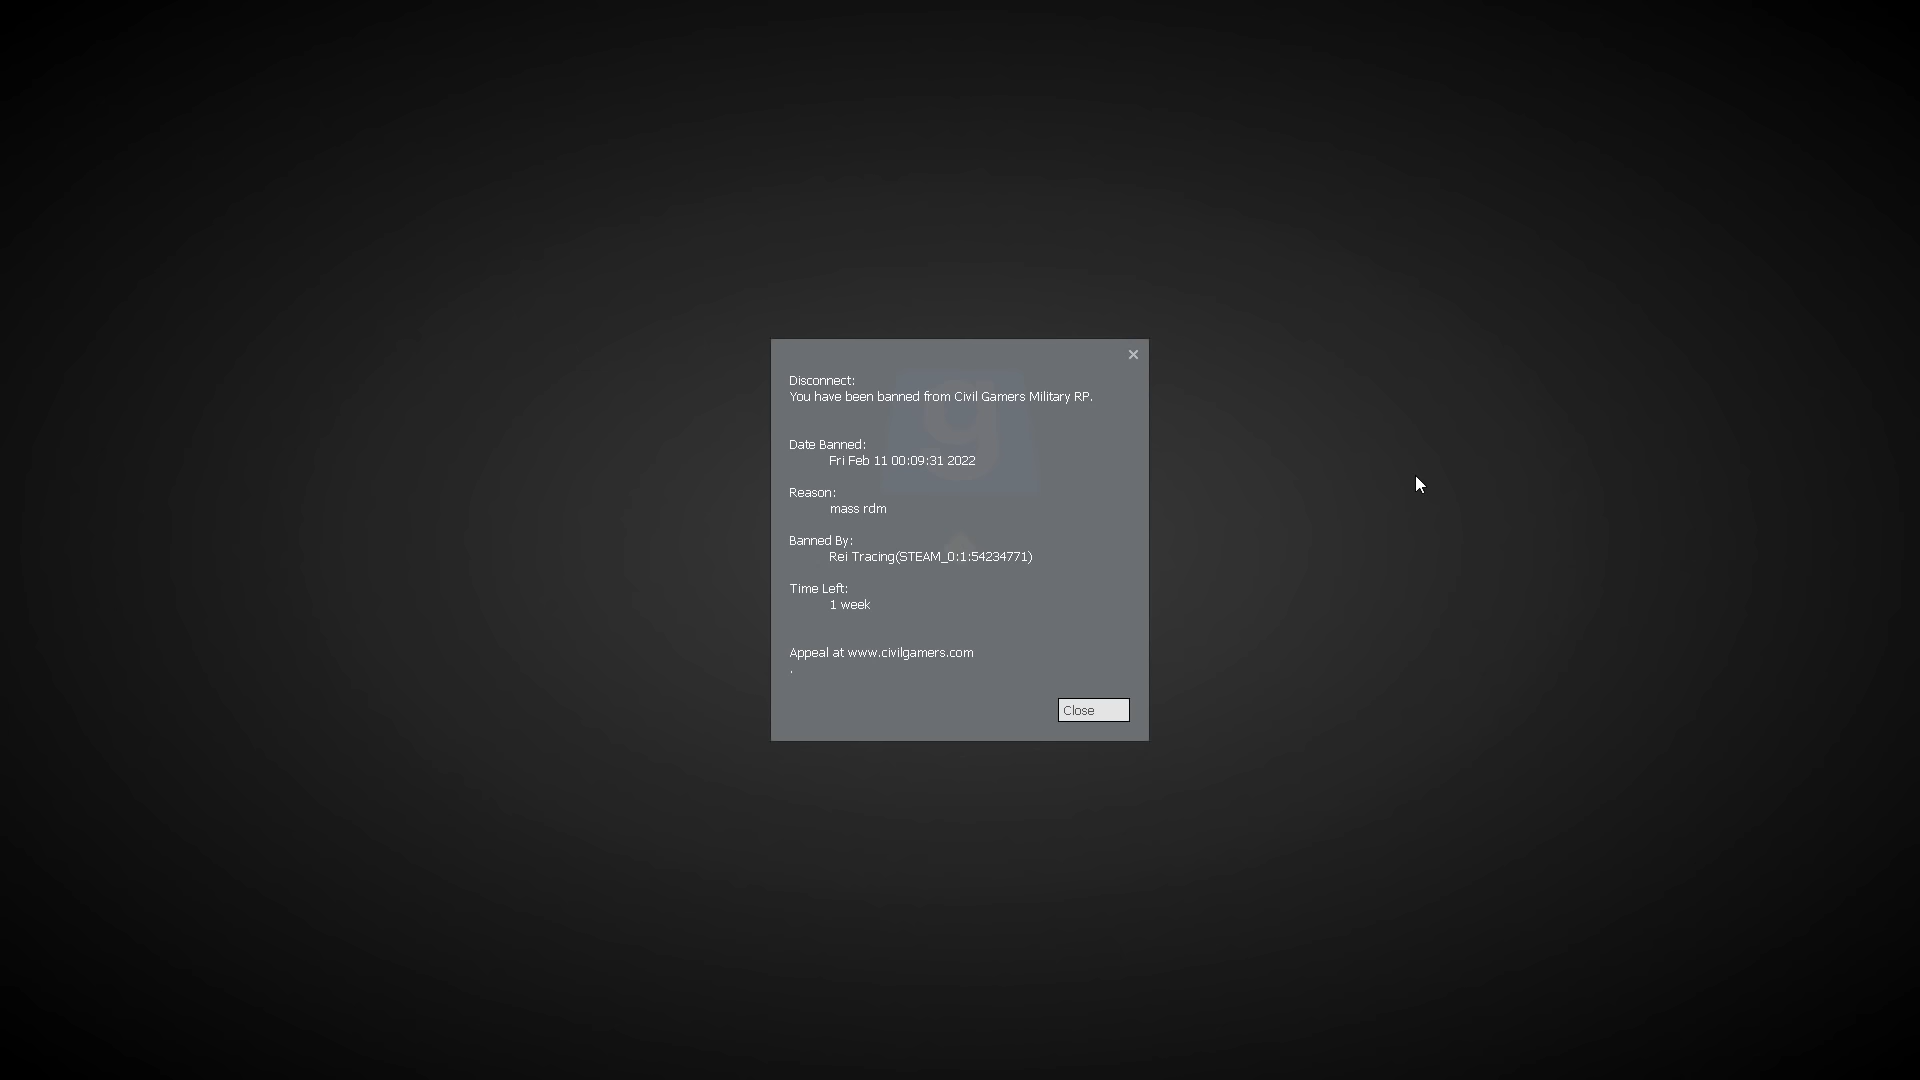 Disconnect:
You have been banned from Civil Gamers Military RP.
Date Banned:
Fri Feb 11 00:09:31 2022
Reason:
mass rdm
Banned By:
Rei Tracing(STEAM_0:1:54234771)
Time Left:
1 week
Appeal at www.civilgamers.com
.
Close